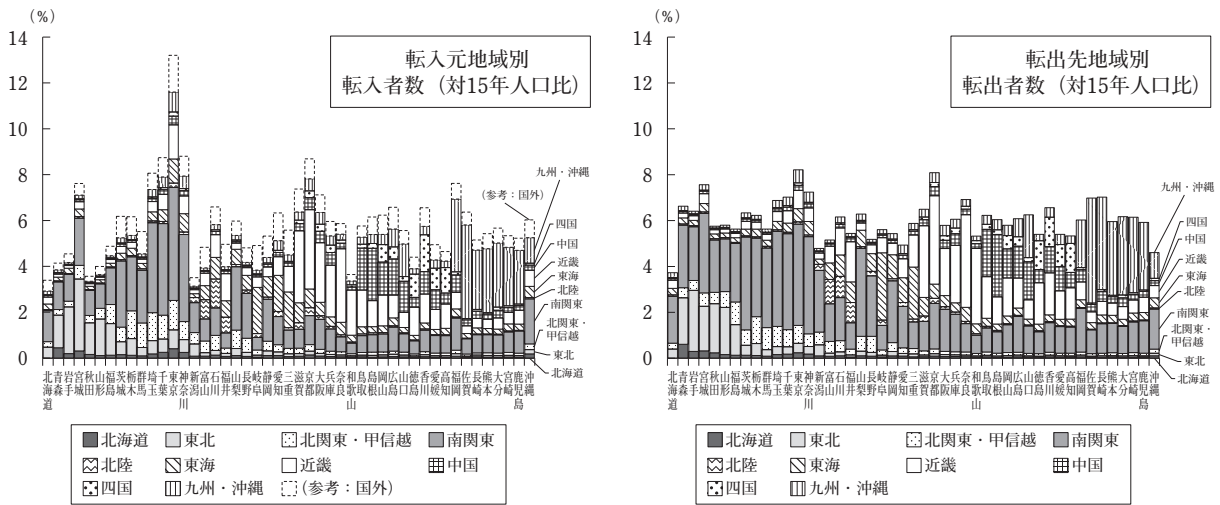 (%)
14
12
10
8
6
4
2
0
転入元地域別
転入者数（対15年人口比）
(参考：国外)
九州・沖縄
四国
中国
近畿
東海
北陸
南関東
北関東・
甲信越
東北
北海道
北海道 青森 岩手 宮城 秋田 山形 福島 茨城 栃木 群馬 埼玉 千葉 東京 神奈川 新潟 富山 石川 福井 山梨 長野 岐阜 静岡 愛知 三重 滋賀 京都 大阪 兵庫 奈良 和歌山 鳥取 島根 岡山 広島 山口 徳島 香川 愛媛 高知 福岡 佐賀 長崎 熊本 大分 宮崎 鹿児島 沖縄
北海道 東北 北関東・甲信越 南関東
北陸 東海 近畿 中国
四国 九州・沖縄 (参考：国外)
(%)
14
12
10
8
6
4
2
0
転出先地域別
転出者数（対15年人口比）
九州・沖縄
四国
中国
近畿
東海
北陸
南関東
北関東・
甲信越
東北
北海道
北海道 青森 岩手 宮城 秋田 山形 福島 茨城 栃木 群馬 埼玉 千葉 東京 神奈川 新潟 富山 石川 福井 山梨 長野 岐阜 静岡 愛知 三重 滋賀 京都 大阪 兵庫 奈良 和歌山 鳥取 島根 岡山 広島 山口 徳島 香川 愛媛 高知 福岡 佐賀 長崎 熊本 大分 宮崎 鹿児島 沖縄
北海道 東北 北関東・甲信越 南関東
北陸 東海 近畿 中国
四国 九州・沖縄